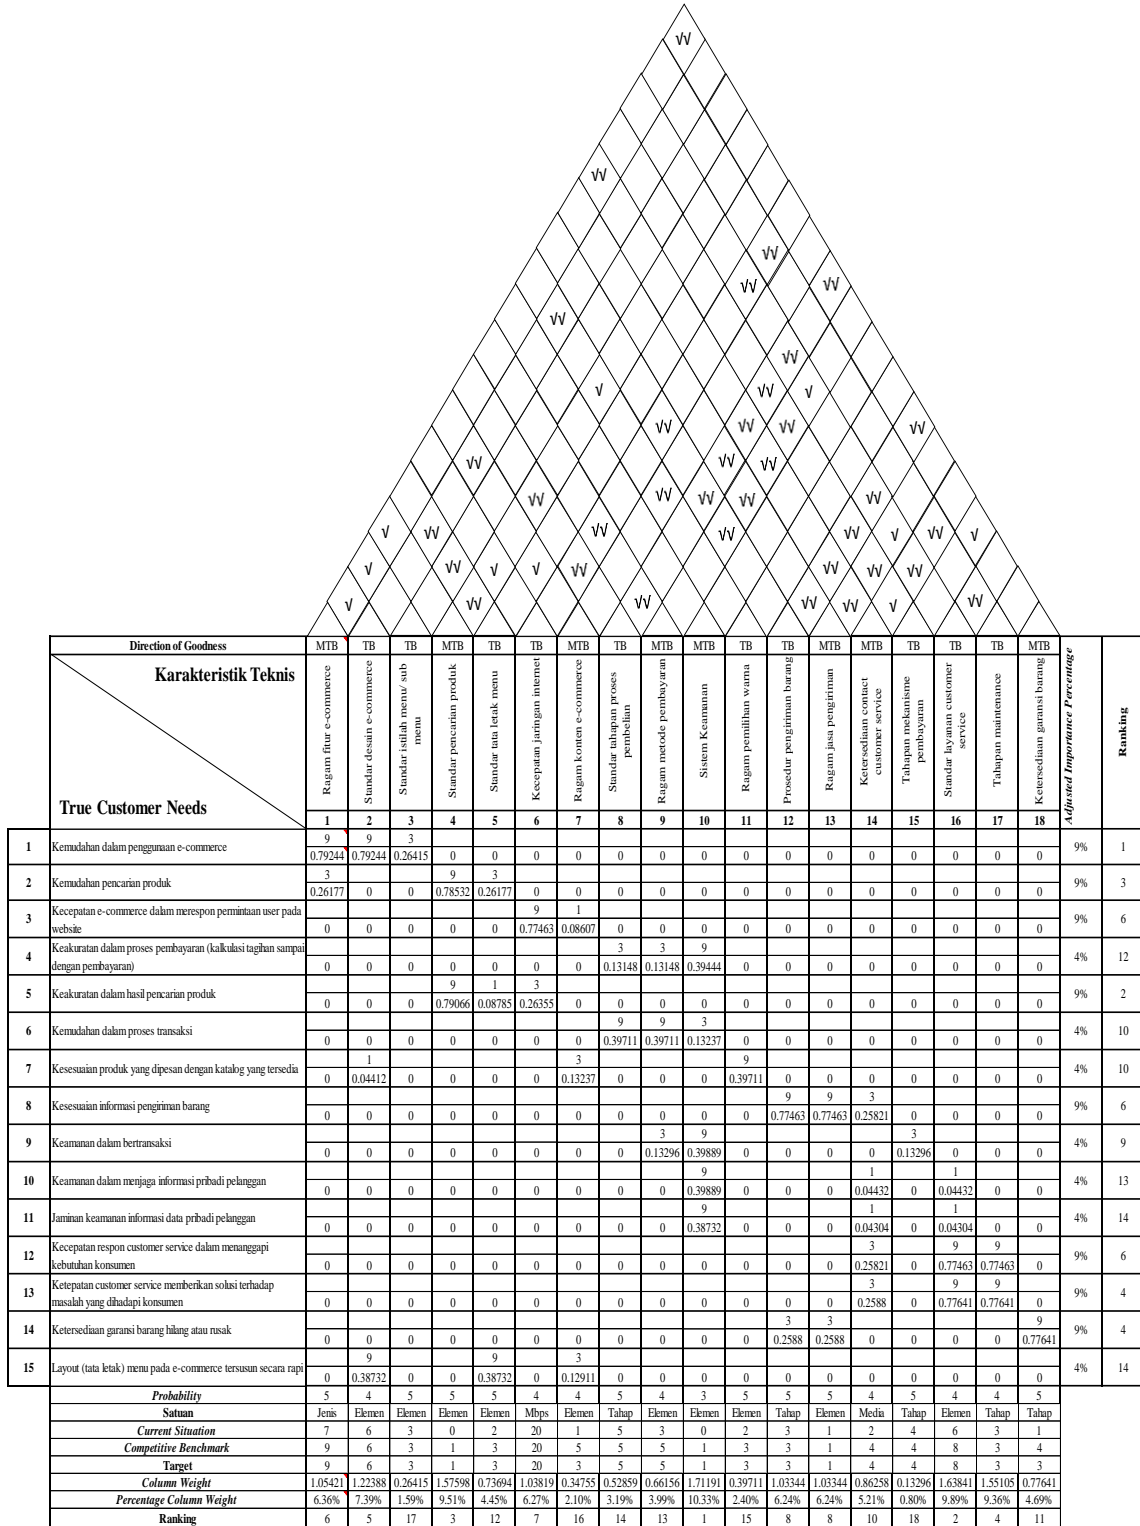 √√
√√
√√
√√ √√
√√
√√
√ √√ √
√√ √√ √√ √√
√√ √√ √√
√√ √√ √√ √√ √√
√ √√ √√ √√ √√ √ √√ √
√ √√ √ √ √√ √√ √√ √√
√ √√ √√ √√ √√ √ √√
Direction of Goodness MTB TB TB MTB TB TB MTB TB MTB MTB TB TB MTB MTB TB TB TB MTB
Karakteristik Teknis
True Customer Needs
Ragam fitur e-commerce
Standar desain e-commerce
Standar istilah menu/ sub menu
Standar pencarian produk
Standar tata letak menu
Kecepatan jaringan internet
Ragam konten e-commerce
Standar tahapan proses pembelian
Ragam metode pembayaran
Sistem Keamanan
Ragam pemilihan warna
Prosedur pengiriman barang
Ragam jasa pengiriman
Ketersediaan contact customer service
Tahapan mekanisme pembayaran
Standar layanan customer service
Tahapan maintenance
Ketersediaan garansi barang
Adjusted Importance Percentage
Ranking
1 2 3 4 5 6 7 8 9 10 11 12 13 14 15 16 17 18
9 9 3
1 Kemudahan dalam penggunaan e-commerce 9% 1
0.79244 0.79244 0.26415 0 0 0 0 0 0 0 0 0 0 0 0 0 0 0
3 9 3
2 Kemudahan pencarian produk 9% 3
0.26177 0 0 0.78532 0.26177 0 0 0 0 0 0 0 0 0 0 0 0 0
9 1
3 Kecepatan e-commerce dalam merespon permintaan user pada 9% 6
website 0 0 0 0 0 0.77463 0.08607 0 0 0 0 0 0 0 0 0 0 0
3 3 9
4 Keakuratan dalam proses pembayaran (kalkulasi tagihan sampai 4% 12
dengan pembayaran) 0 0 0 0 0 0 0 0.13148 0.13148 0.39444 0 0 0 0 0 0 0 0
9 1 3
5 Keakuratan dalam hasil pencarian produk 9% 2
0 0 0 0.79066 0.08785 0.26355 0 0 0 0 0 0 0 0 0 0 0 0
9 9 3
6 Kemudahan dalam proses transaksi 4% 10
0 0 0 0 0 0 0 0.39711 0.39711 0.13237 0 0 0 0 0 0 0 0
1 3 9
7 Kesesuaian produk yang dipesan dengan katalog yang tersedia 4% 10
0 0.04412 0 0 0 0 0.13237 0 0 0 0.39711 0 0 0 0 0 0 0
9 9 3
8 Kesesuaian informasi pengiriman barang 9% 6
0 0 0 0 0 0 0 0 0 0 0 0.77463 0.77463 0.25821 0 0 0 0
3 9 3
9 Keamanan dalam bertransaksi 4% 9
0 0 0 0 0 0 0 0 0.13296 0.39889 0 0 0 0 0.13296 0 0 0
9 1 1
10 Keamanan dalam menjaga informasi pribadi pelanggan 4% 13
0 0 0 0 0 0 0 0 0 0.39889 0 0 0 0.04432 0 0.04432 0 0
9 1 1
11 Jaminan keamanan informasi data pribadi pelanggan 4% 14
0 0 0 0 0 0 0 0 0 0.38732 0 0 0 0.04304 0 0.04304 0 0
3 9 9
12 Kecepatan respon customer service dalam menanggapi 9% 6
kebutuhan konsumen 0 0 0 0 0 0 0 0 0 0 0 0 0 0.25821 0 0.77463 0.77463 0
3 9 9
13 Ketepatan customer service memberikan solusi terhadap 9% 4
masalah yang dihadapi konsumen 0 0 0 0 0 0 0 0 0 0 0 0 0 0.2588 0 0.77641 0.77641 0
3 3 9
14 Ketersediaan garansi barang hilang atau rusak 9% 4
0 0 0 0 0 0 0 0 0 0 0 0.2588 0.2588 0 0 0 0 0.77641
9 9 3
15 Layout (tata letak) menu pada e-commerce tersusun secara rapi 4% 14
0 0.38732 0 0 0.38732 0 0.12911 0 0 0 0 0 0 0 0 0 0 0
Probability 5 4 5 5 5 4 4 5 4 3 5 5 5 4 5 4 4 5
Satuan Jenis Elemen Elemen Elemen Elemen Mbps Elemen Tahap Elemen Elemen Elemen Tahap Elemen Media Tahap Elemen Tahap Tahap
Current Situation 7 6 3 0 2 20 1 5 3 0 2 3 1 2 4 6 3 1
Competitive Benchmark 9 6 3 1 3 20 5 5 5 1 3 3 1 4 4 8 3 4
Target 9 6 3 1 3 20 3 5 5 1 3 3 1 4 4 8 3 3
Column Weight 1.05421 1.22388 0.26415 1.57598 0.73694 1.03819 0.34755 0.52859 0.66156 1.71191 0.39711 1.03344 1.03344 0.86258 0.13296 1.63841 1.55105 0.77641
Percentage Column Weight 6.36% 7.39% 1.59% 9.51% 4.45% 6.27% 2.10% 3.19% 3.99% 10.33% 2.40% 6.24% 6.24% 5.21% 0.80% 9.89% 9.36% 4.69%
Ranking 6 5 17 3 12 7 16 14 13 1 15 8 8 10 18 2 4 11